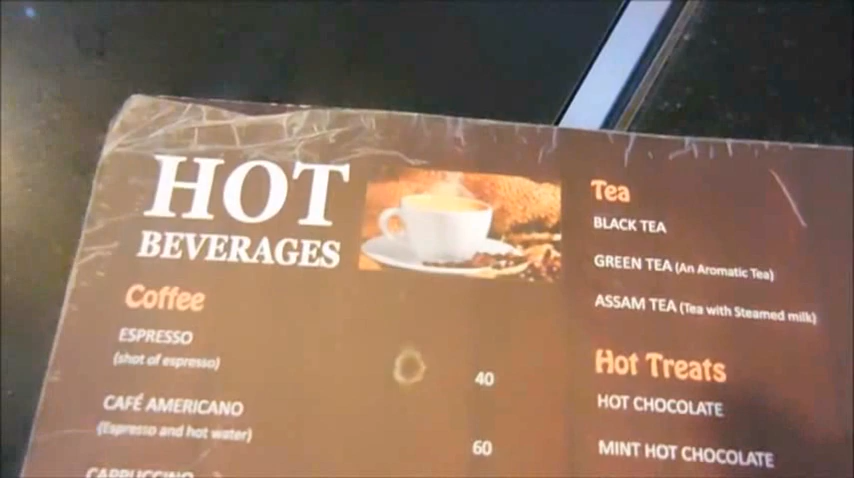 HOT
BEVERAGES
Coffee
ESPRESSO
(shot of espresso)
40
CAFÉ AMERICANO
(Espresso and hot water)
60
CAPPUCCINO
Tea
BLACK TEA
GREEN TEA (An Aromatic Tea)
ASSAM TEA (Tea with Steamed milk)
Hot Treats
HOT CHOCOLATE
MINT HOT CHOCOLATE